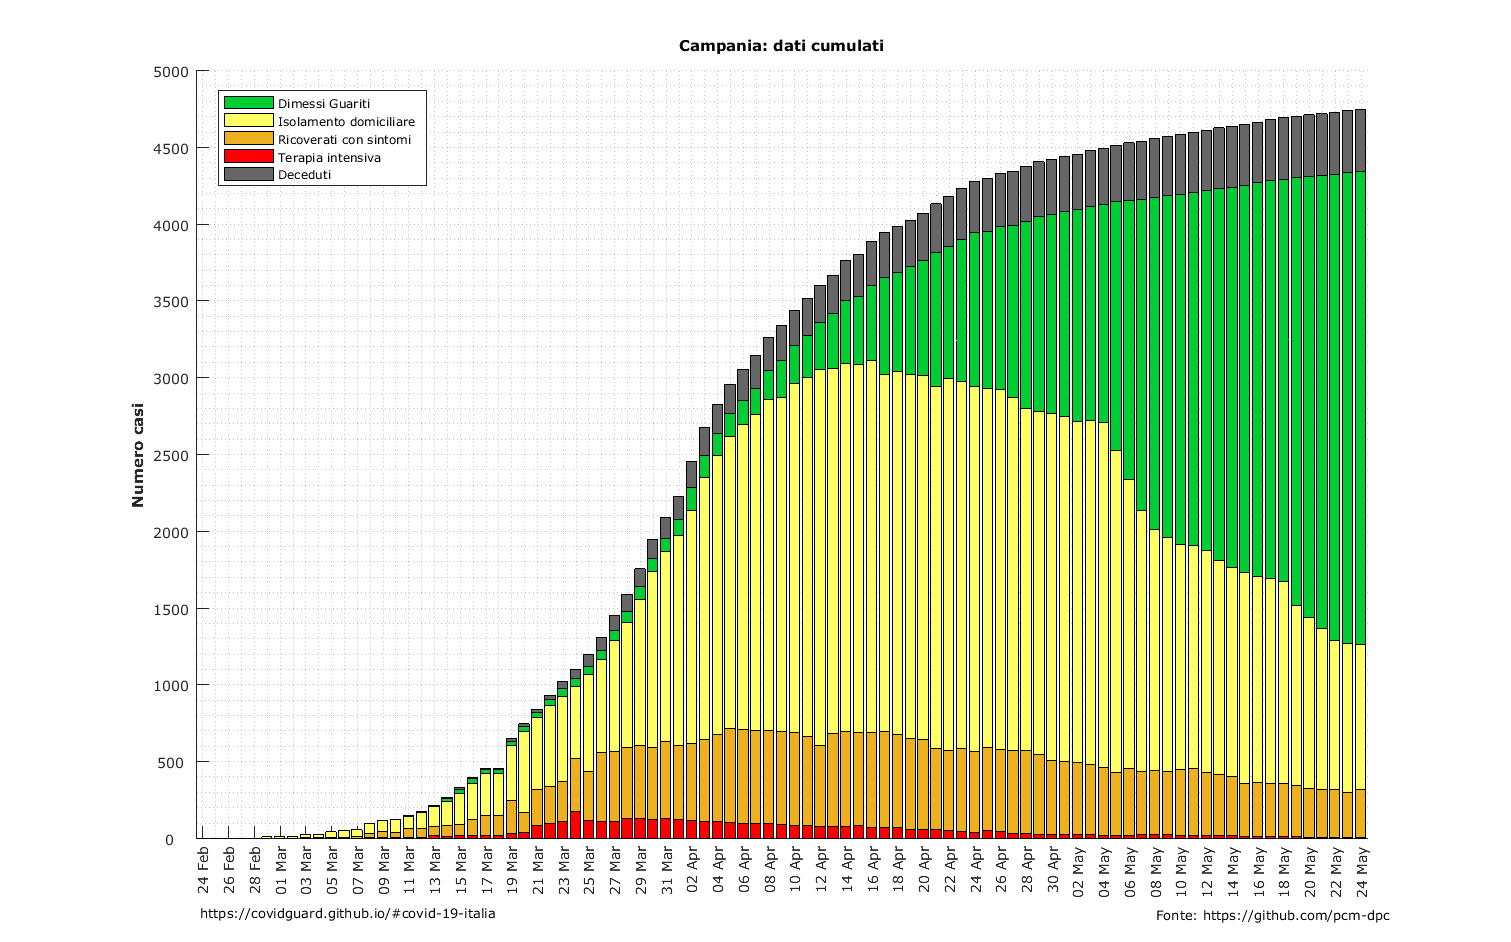 Campania: dati cumulati
5000
4500
4000
3500
3000
2500
2000
1500
1000
500
0
Numero casi
Dimessi Guariti
Isolamento domiciliare
Ricoverati con sintomi
Terapia intensiva
Deceduti
24 Feb
26 Feb
28 Feb
01 Mar
03 Mar
05 Mar
07 Mar
09 Mar
11 Mar
13 Mar
15 Mar
17 Mar
19 Mar
21 Mar
23 Mar
25 Mar
27 Mar
29 Mar
31 Mar
02 Apr
04 Apr
06 Apr
08 Apr
10 Apr
12 Apr
14 Apr
16 Apr
18 Apr
20 Apr
22 Apr
24 Apr
26 Apr
28 Apr
30 Apr
02 May
04 May
06 May
08 May
10 May
12 May
14 May
16 May
18 May
20 May
22 May
24 May
https://covidguard.github.io/#covid-19-italia
Fonte: https://github.com/pcm-dpc